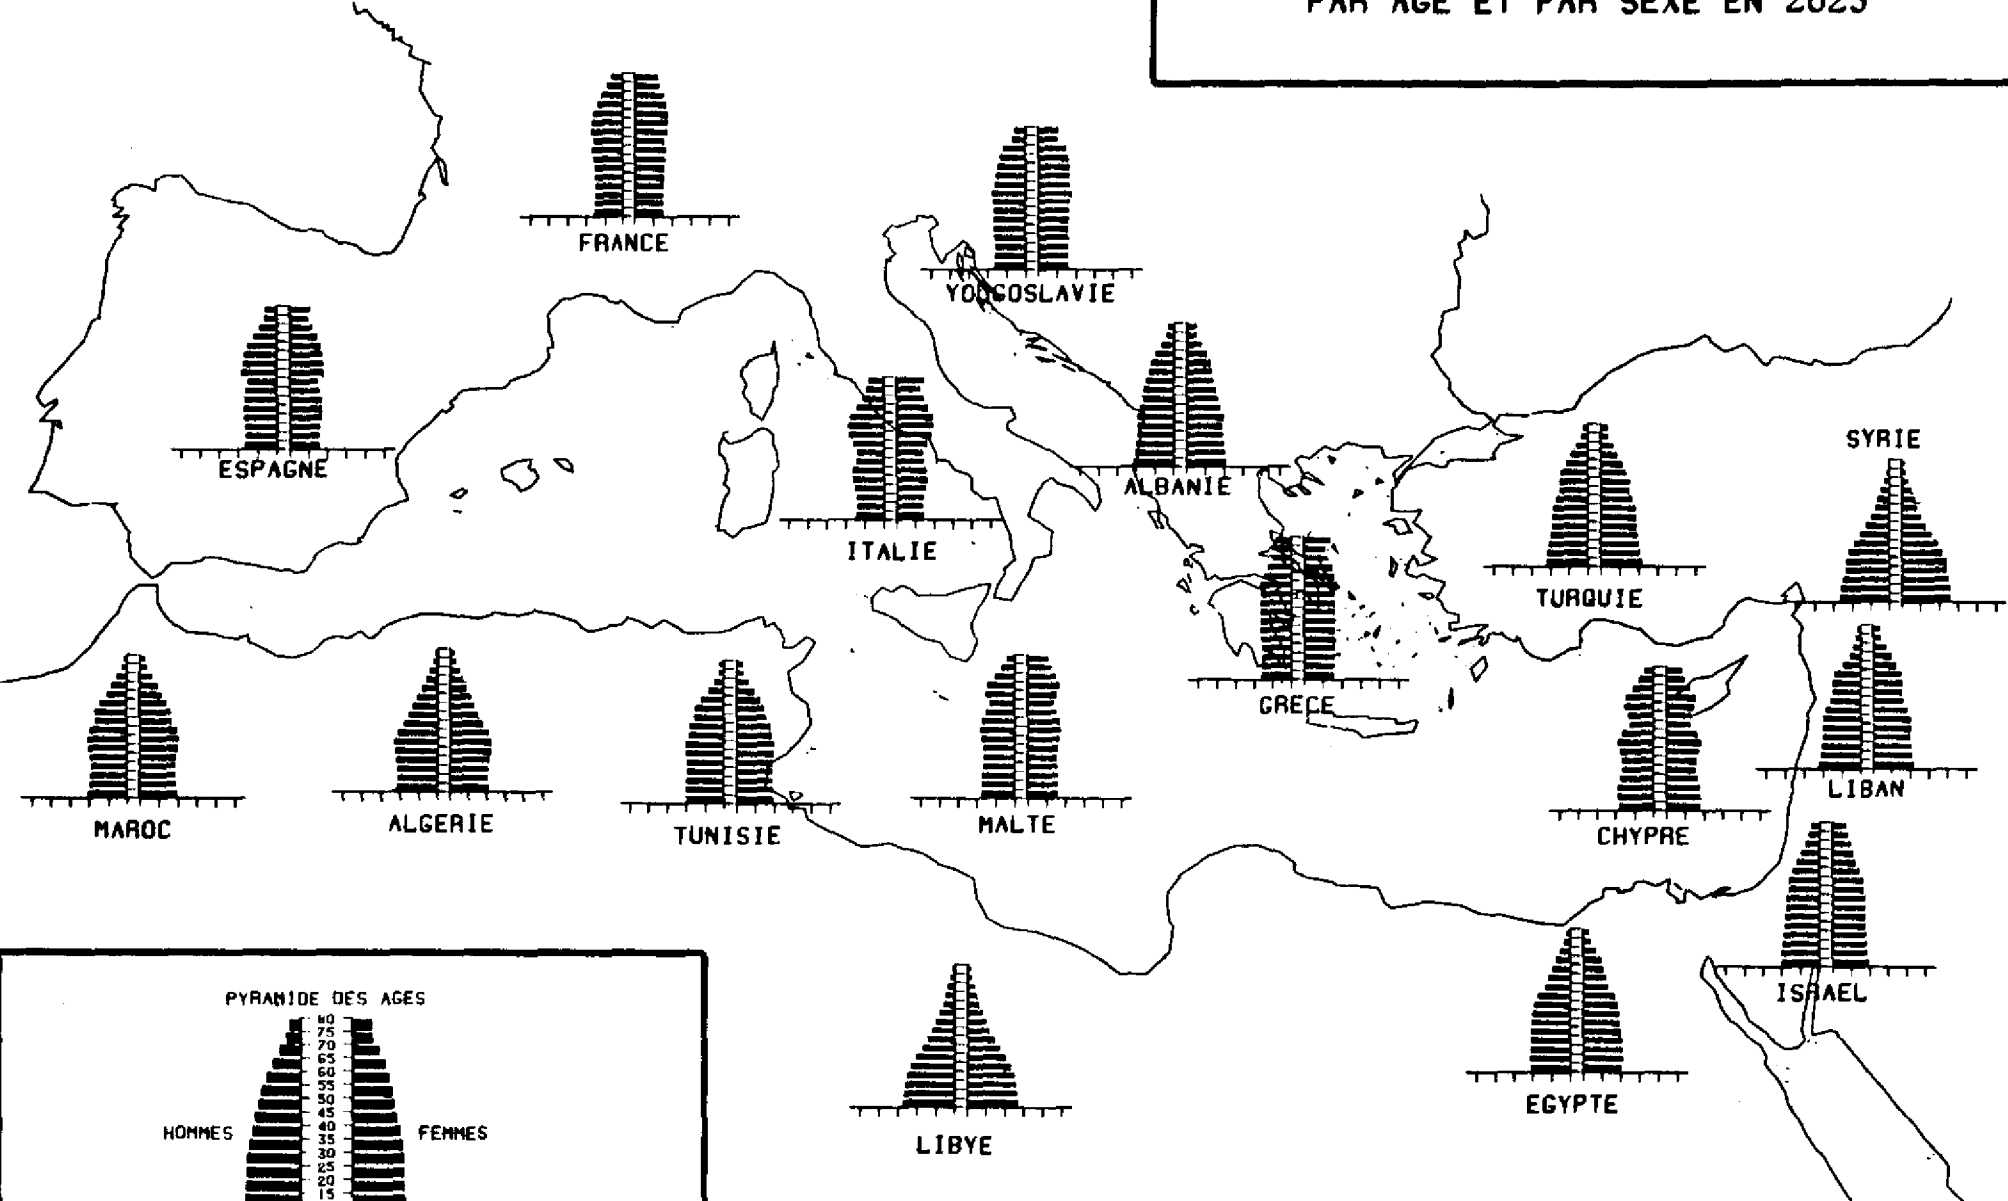 PAR AGE ET PAR SEXE EN 2025
FRANCE
YOUGOSLAVIE
ESPAGNE
ITALIE
ALBANIE
SYRIE
TURQUIE
GRECE
MAROC
ALGERIE
TUNISIE
MALTE
CHYPRE
LIBAN
ISRAEL
EGYPTE
LIBYE
PYRAMIDE DES AGES
80
75
70
65
60
55
50
45
40
HOMMES 35 FEMMES
30
25
20
15